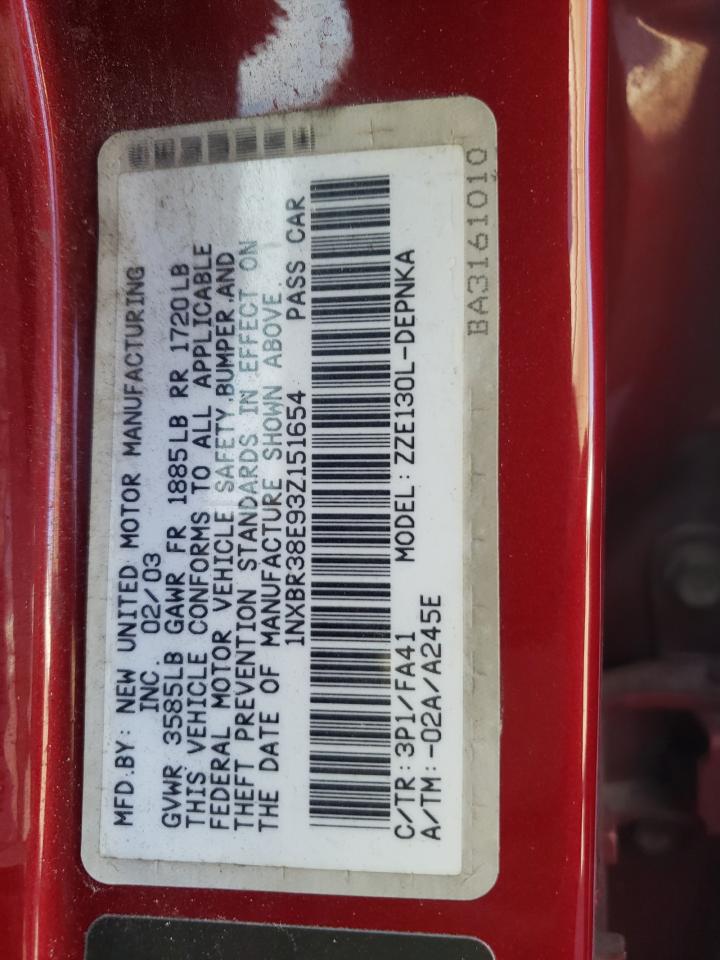 MFD.BY: NEW UNITED MOTOR MANUFACTURING
INC. 02/03
GVWR 3585LB GAWR FR 1885LB RR 1720LB
THIS VEHICLE CONFORMS TO ALL APPLICABLE
FEDERAL MOTOR VEHICLE SAFETY,BUMPER,AND
THEFT PREVENTION STANDARDS IN EFFECT ON
THE DATE OF MANUFACTURE SHOWN ABOVE.
1NXBR38E93Z151654 PASS CAR
C/TR:3P1/FA41 MODEL:ZZE130L-DEPNKA
A/TM:-02A/A245E
BA3161010